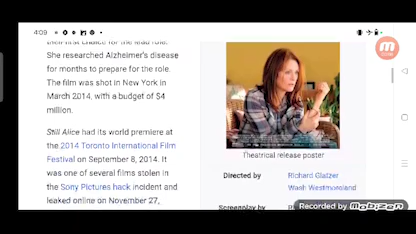 4:09
their first choice for the lead role.
She researched Alzheimer's disease
for months to prepare for the role.
The film was shot in New York in
March 2014, with a budget of $4
million.
Still Alice had its world premiere at
the 2014 Toronto International Film
Festival on September 8, 2014. It
was one of several films stolen in
the Sony Pictures hack incident and
leaked online on November 27,
Theatrical release poster
Directed by
Richard Glatzer
Wash Westmoreland
Screenplay by
Recorded by Mobizen